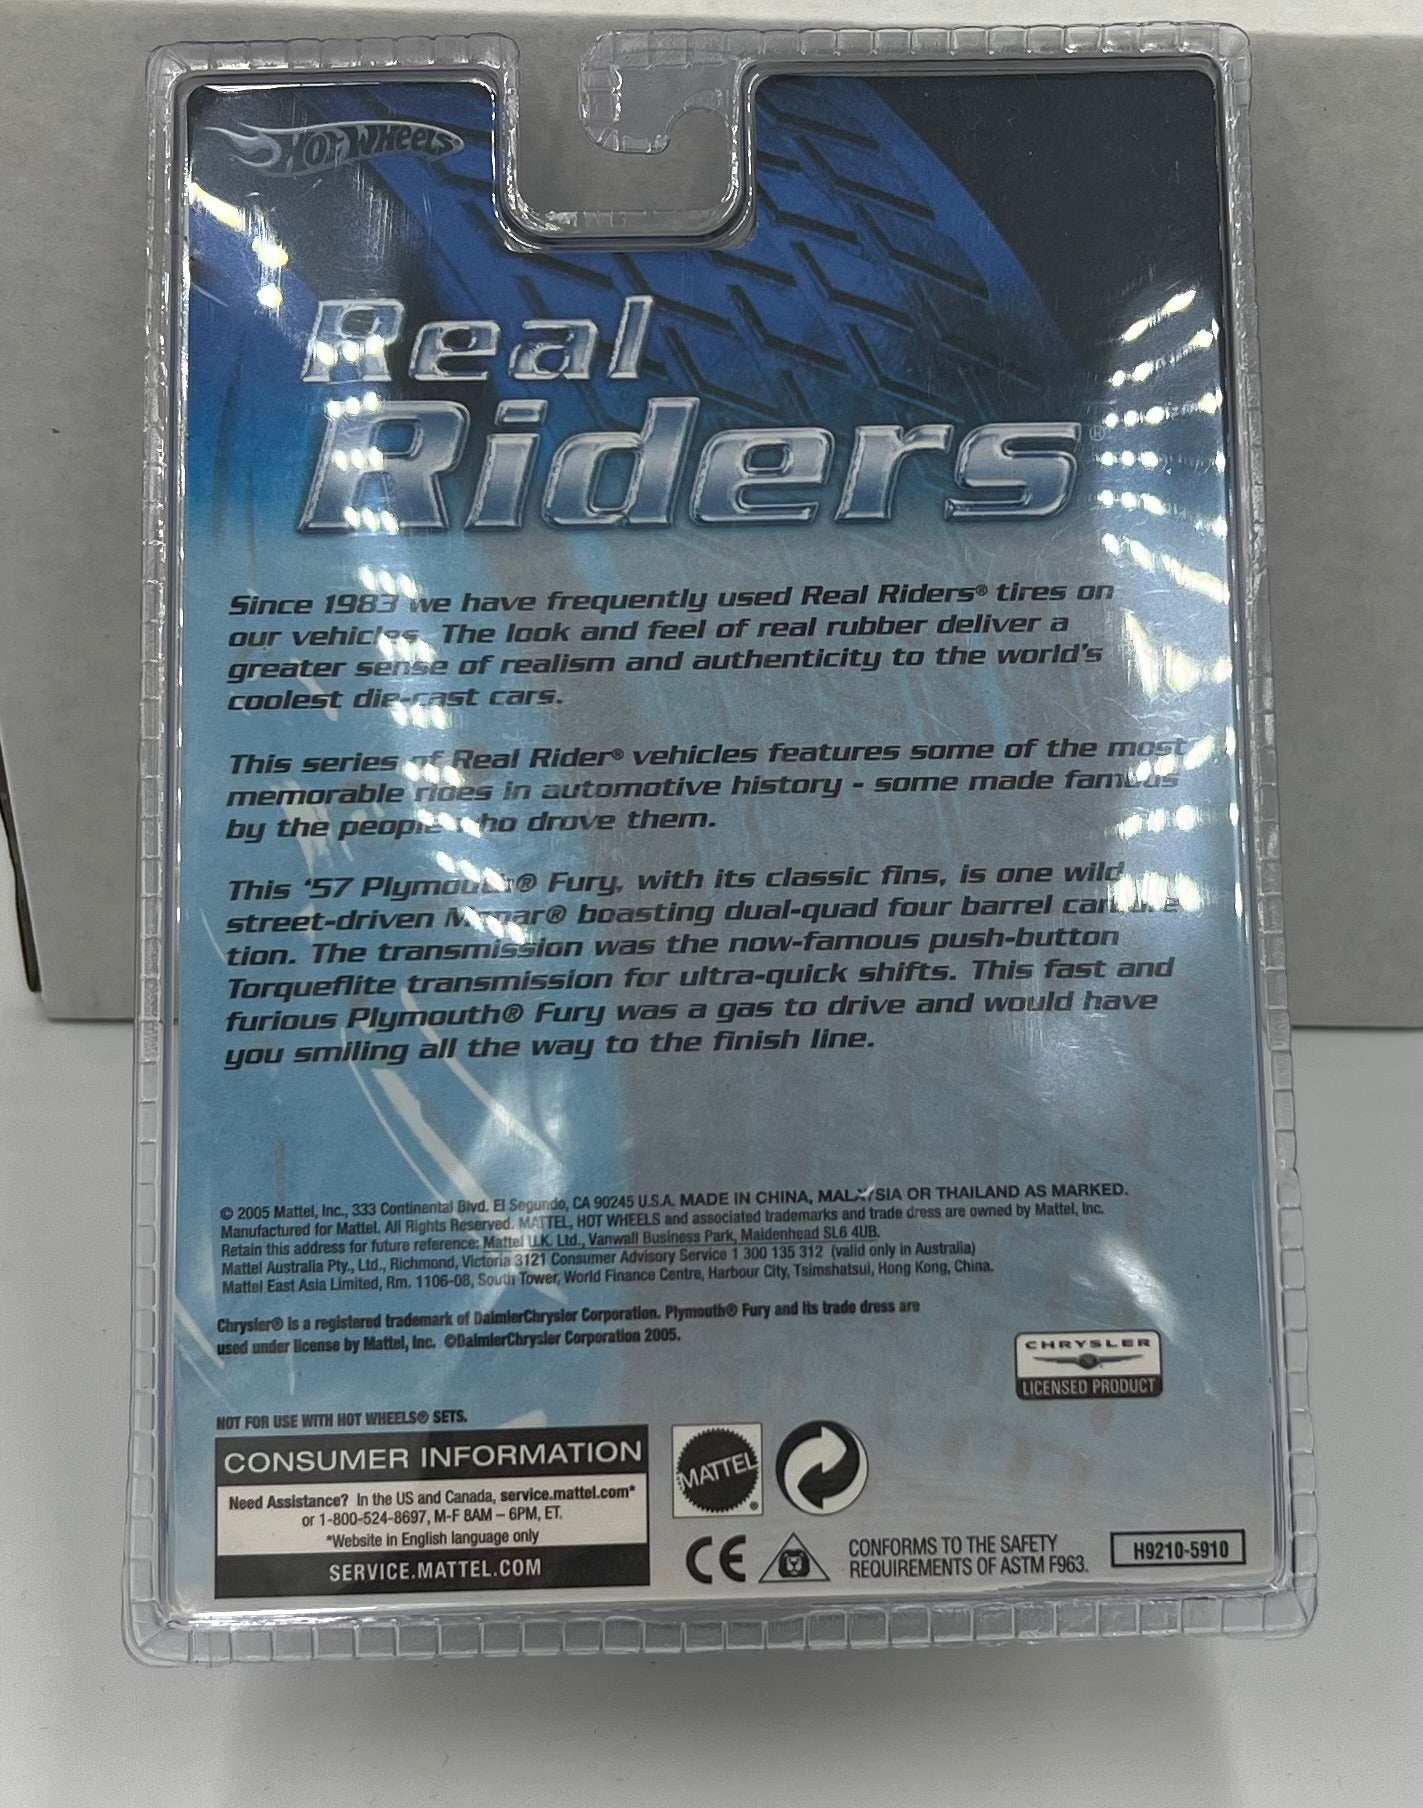 HOT WHEELS
Real
Riders®
Since 1983 we have frequently used Real Riders® tires on
our vehicles. The look and feel of real rubber deliver a
greater sense of realism and authenticity to the world's
coolest die-cast cars.
This series of Real Rider® vehicles features some of the most
memorable rides in automotive history - some made famous
by the people who drove them.
This '57 Plymouth® Fury, with its classic fins, is one wild
street-driven Mopar® boasting dual-quad four barrel
tion. The transmission was the now-famous push-button
Torqueflite transmission for ultra-quick shifts. This fast and
furious Plymouth® Fury was a gas to drive and would have
you smiling all the way to the finish line.
© 2005 Mattel, Inc., 333 Continental Blvd. El Segundo, CA 90245 U.S.A. MADE IN CHINA, MALAYSIA OR THAILAND AS MARKED.
Manufactured for Mattel. All Rights Reserved. MATTEL, HOT WHEELS and associated trademarks and trade dress are owned by Mattel, Inc.
Retain this address for future reference: Mattel U.K. Ltd., Vanwall Business Park, Maidenhead SL6 4UB.
Mattel Australia Pty., Ltd., Richmond, Victoria 3121 Consumer Advisory Service 1 300 135 312 (valid only in Australia)
Mattel East Asia Limited, Rm. 1106-08, South Tower, World Finance Centre, Harbour City, Tsimshatsui, Hong Kong, China.
Chrysler® is a registered trademark of DaimlerChrysler Corporation. Plymouth® Fury and its trade dress are
used under license by Mattel, Inc. ©DaimlerChrysler Corporation 2005.
CHRYSLER
LICENSED PRODUCT
NOT FOR USE WITH HOT WHEELS® SETS.
CONSUMER INFORMATION
Need Assistance? In the US and Canada, service.mattel.com*
or 1-800-524-8697, M-F 8AM – 6PM, ET.
*Website in English language only
SERVICE.MATTEL.COM
MATTEL®
CE
CONFORMS TO THE SAFETY
REQUIREMENTS OF ASTM F963.
H9210-5910